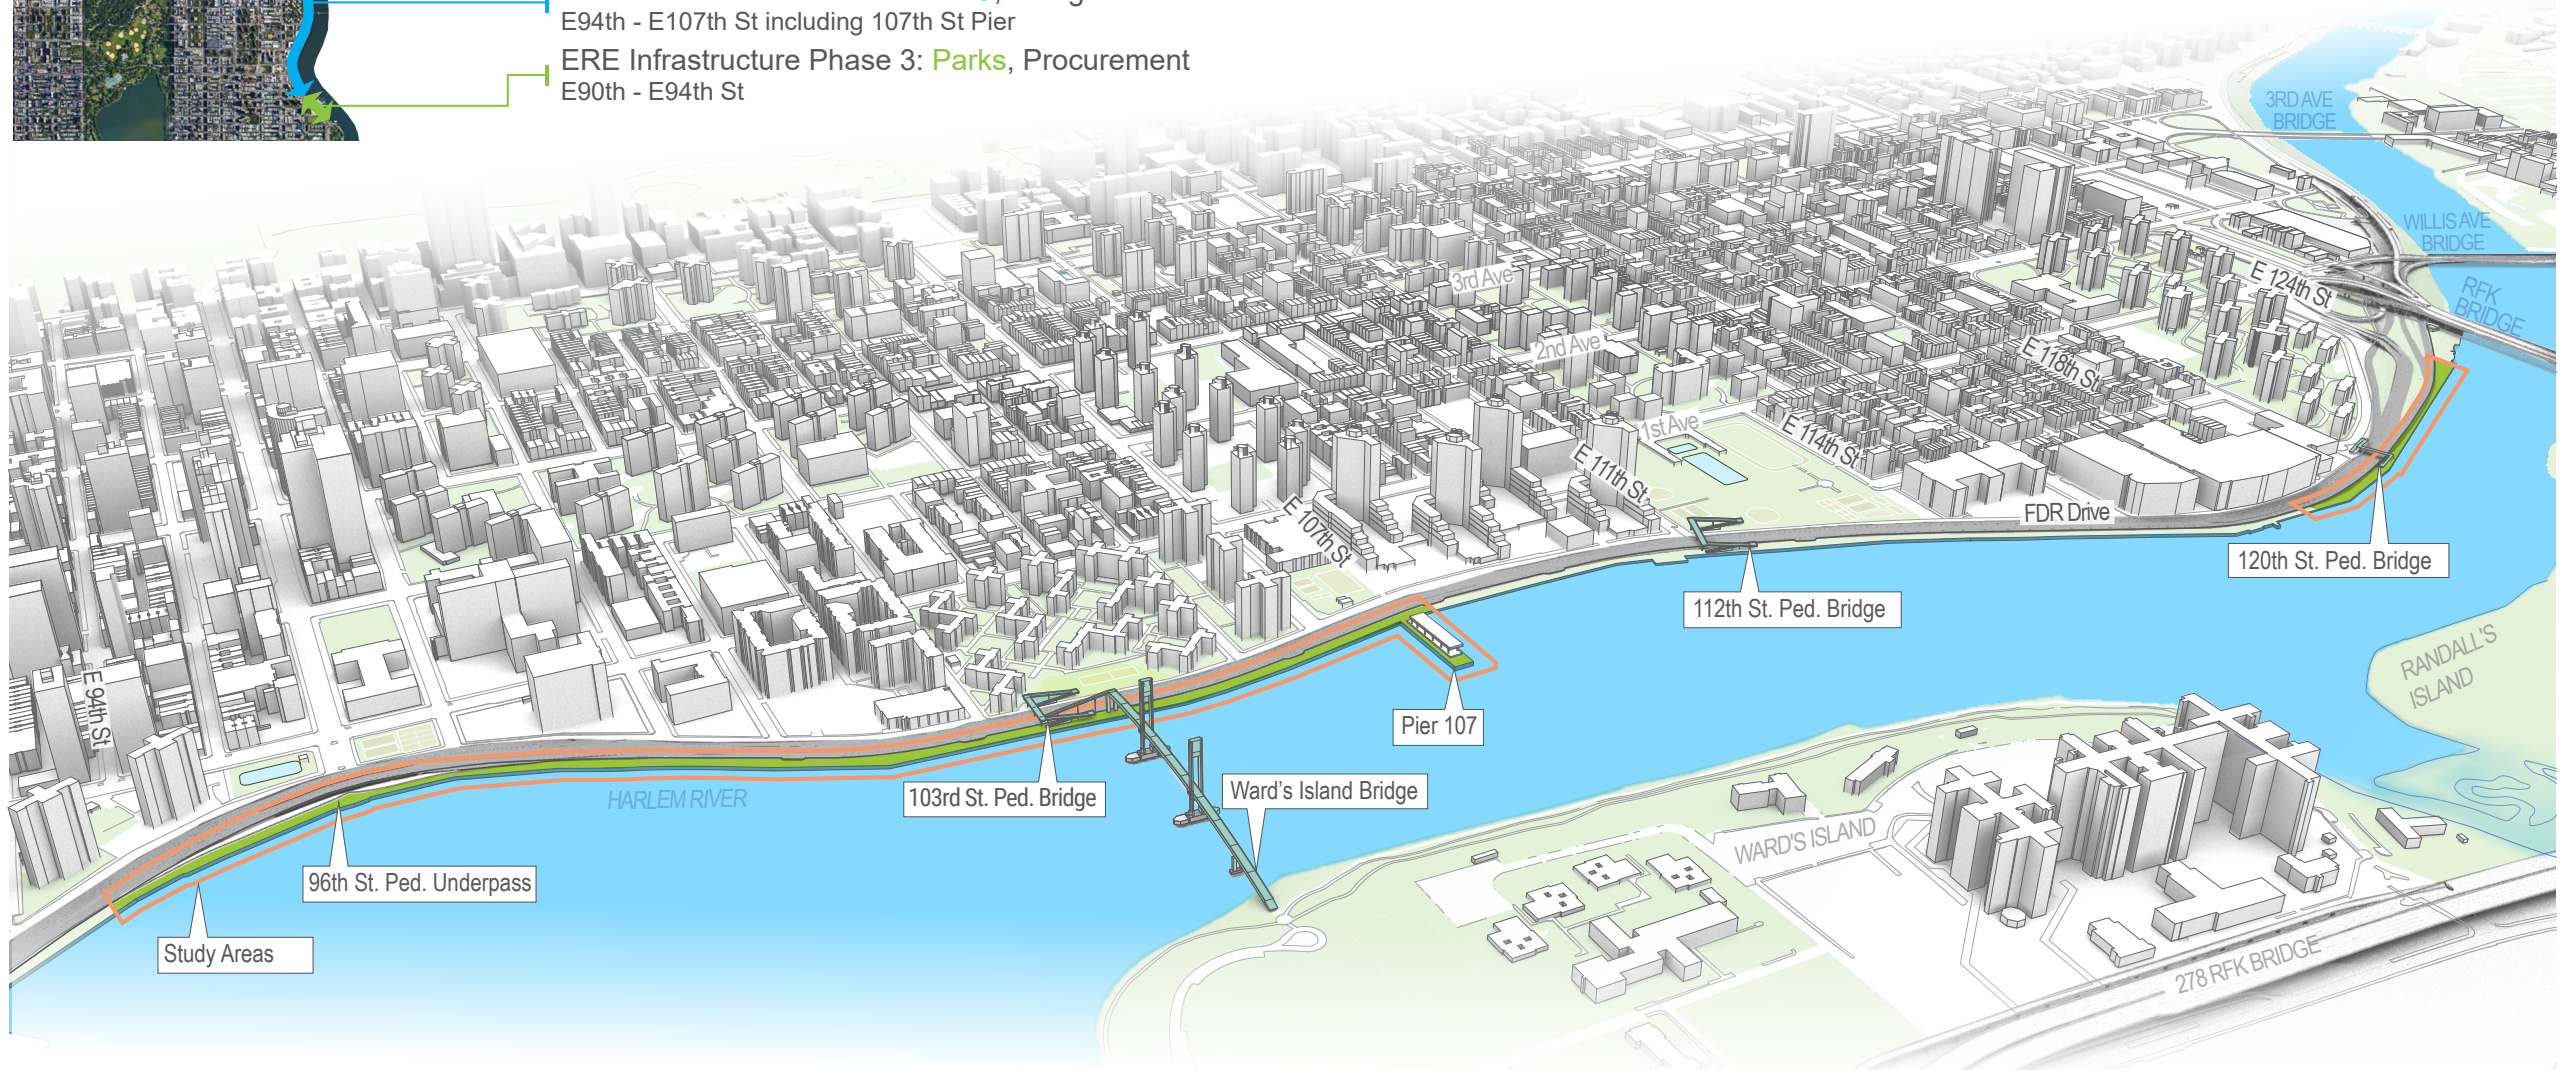 E94th - E107th St including 107th St Pier
ERE Infrastructure Phase 3: Parks, Procurement
E90th - E94th St
3RD AVE
BRIDGE
WILLIS AVE
BRIDGE
RFK
BRIDGE
E 124th St
3rd Ave
2nd Ave
E 118th St
1st Ave
E 114th St
E 111th St
E 107th St
FDR Drive
120th St. Ped. Bridge
112th St. Ped. Bridge
RANDALL'S
ISLAND
E 94th St
Pier 107
103rd St. Ped. Bridge
Ward's Island Bridge
HARLEM RIVER
WARD'S ISLAND
96th St. Ped. Underpass
Study Areas
278 RFK BRIDGE